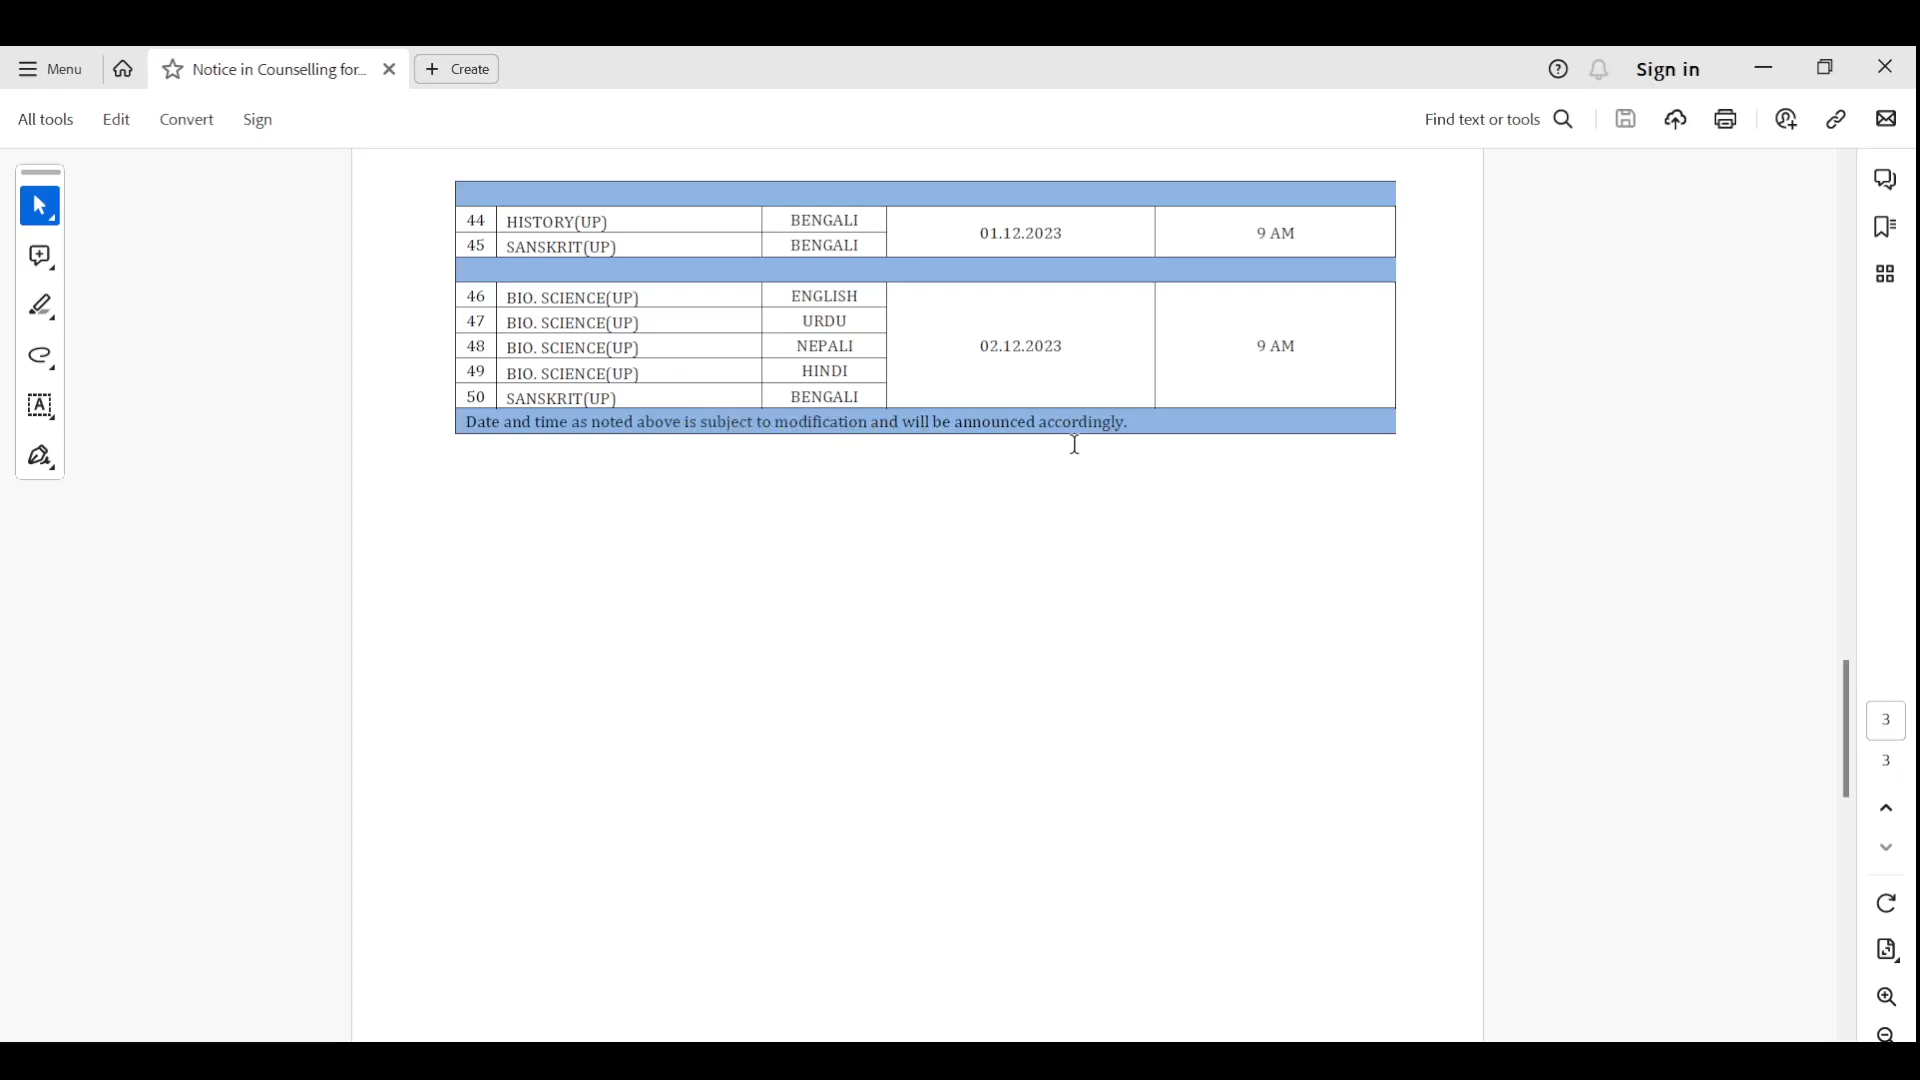 Menu Notice in Counselling for... Create Sign in
All tools Edit Convert Sign Find text or tools
44 HISTORY(UP) BENGALI 01.12.2023 9 AM
45 SANSKRIT(UP) BENGALI
46 BIO. SCIENCE(UP) ENGLISH
47 BIO. SCIENCE(UP) URDU
48 BIO. SCIENCE(UP) NEPALI 02.12.2023 9 AM
49 BIO. SCIENCE(UP) HINDI
50 SANSKRIT(UP) BENGALI
Date and time as noted above is subject to modification and will be announced accordingly.
3
3